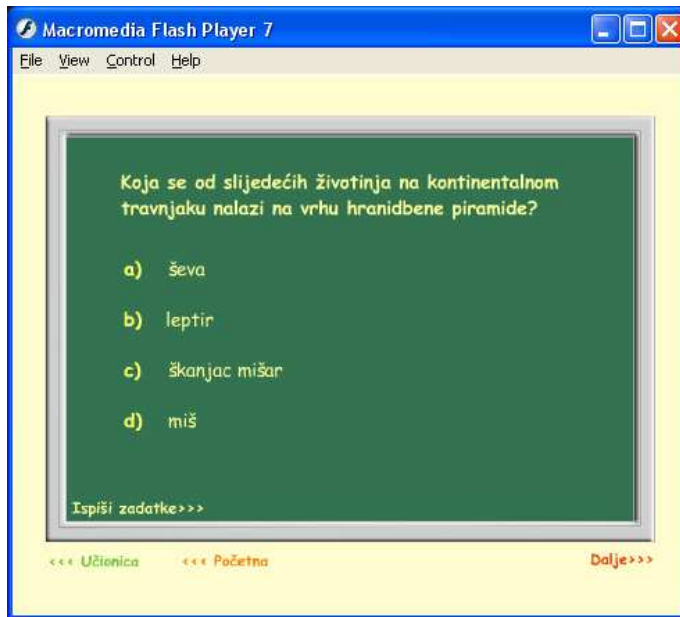 Macromedia Flash Player 7
File View Control Help
Koja se od slijedećih životinja na kontinentalnom
travnjaku nalazi na vrhu hranidbene piramide?
a) ševa
b) leptir
c) škanjac mišar
d) miš
Ispiši zadatke>>>
<<< Učionica <<< Početna Dalje>>>